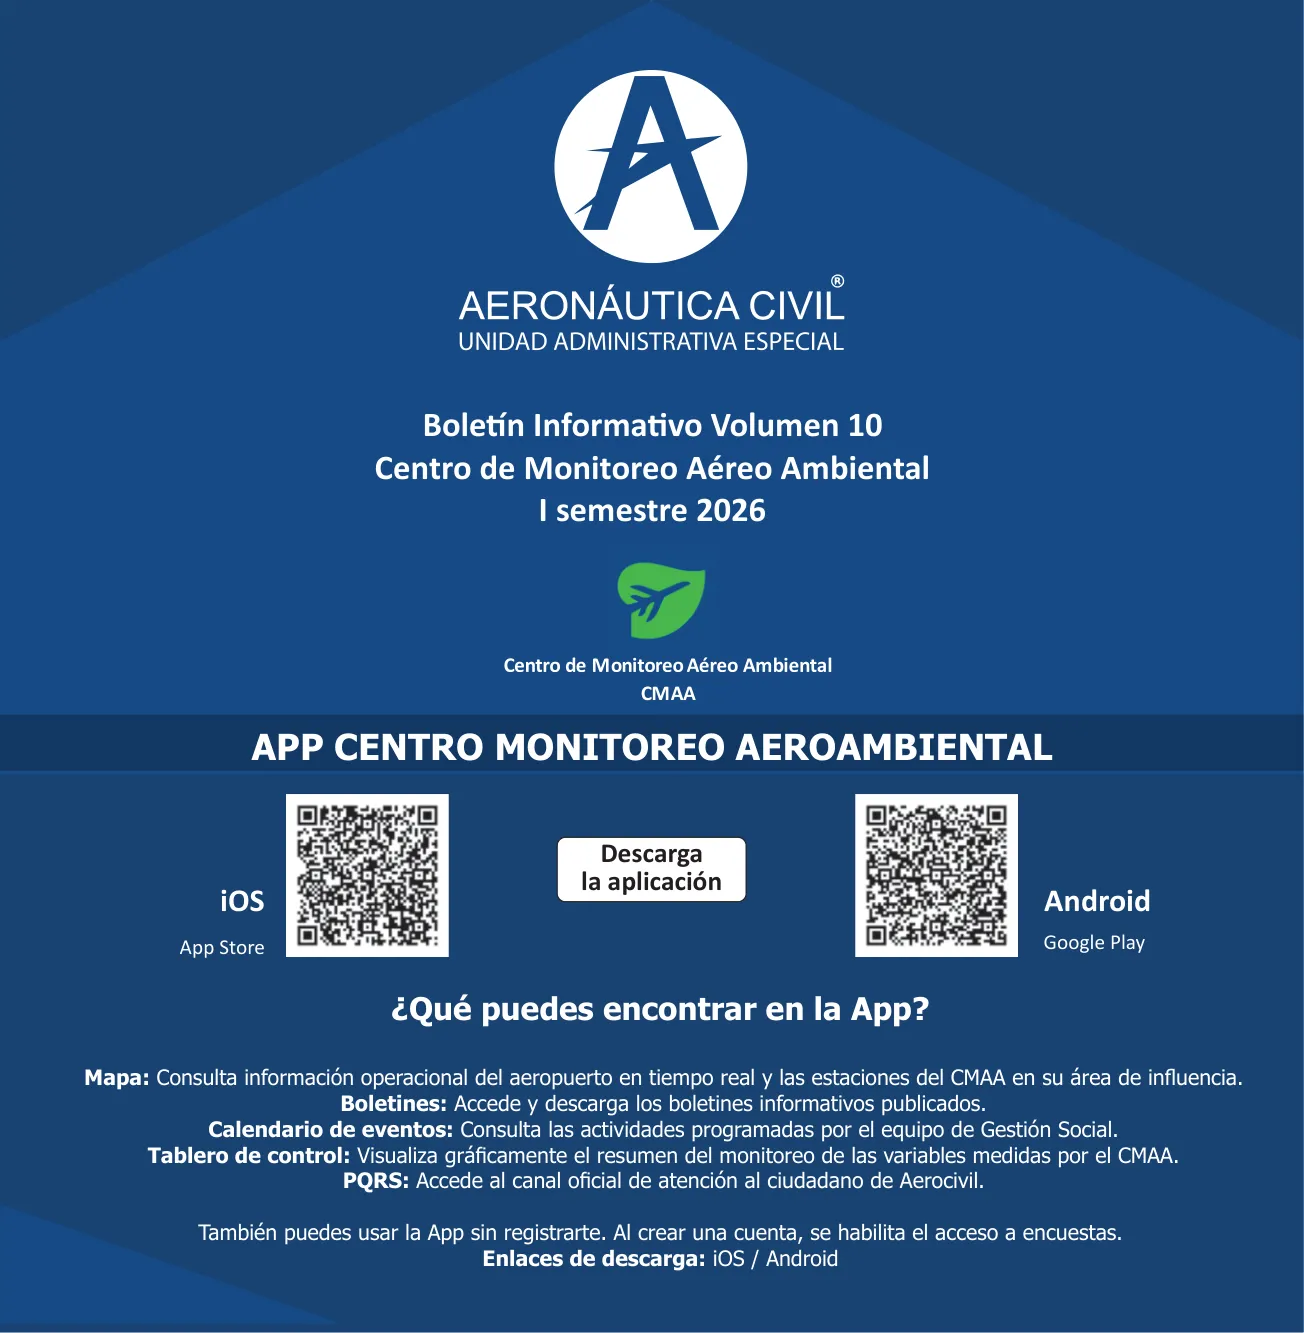 AERONÁUTICA CIVIL®
UNIDAD ADMINISTRATIVA ESPECIAL
Boletín Informativo Volumen 10
Centro de Monitoreo Aéreo Ambiental
I semestre 2026
Centro de Monitoreo Aéreo Ambiental
CMAA
APP CENTRO MONITOREO AEROAMBIENTAL
iOS
App Store
Descarga
la aplicación
Android
Google Play
¿Qué puedes encontrar en la App?
Mapa: Consulta información operacional del aeropuerto en tiempo real y las estaciones del CMAA en su área de influencia.
Boletines: Accede y descarga los boletines informativos publicados.
Calendario de eventos: Consulta las actividades programadas por el equipo de Gestión Social.
Tablero de control: Visualiza gráficamente el resumen del monitoreo de las variables medidas por el CMAA.
PQRS: Accede al canal oficial de atención al ciudadano de Aerocivil.
También puedes usar la App sin registrarte. Al crear una cuenta, se habilita el acceso a encuestas.
Enlaces de descarga: iOS / Android